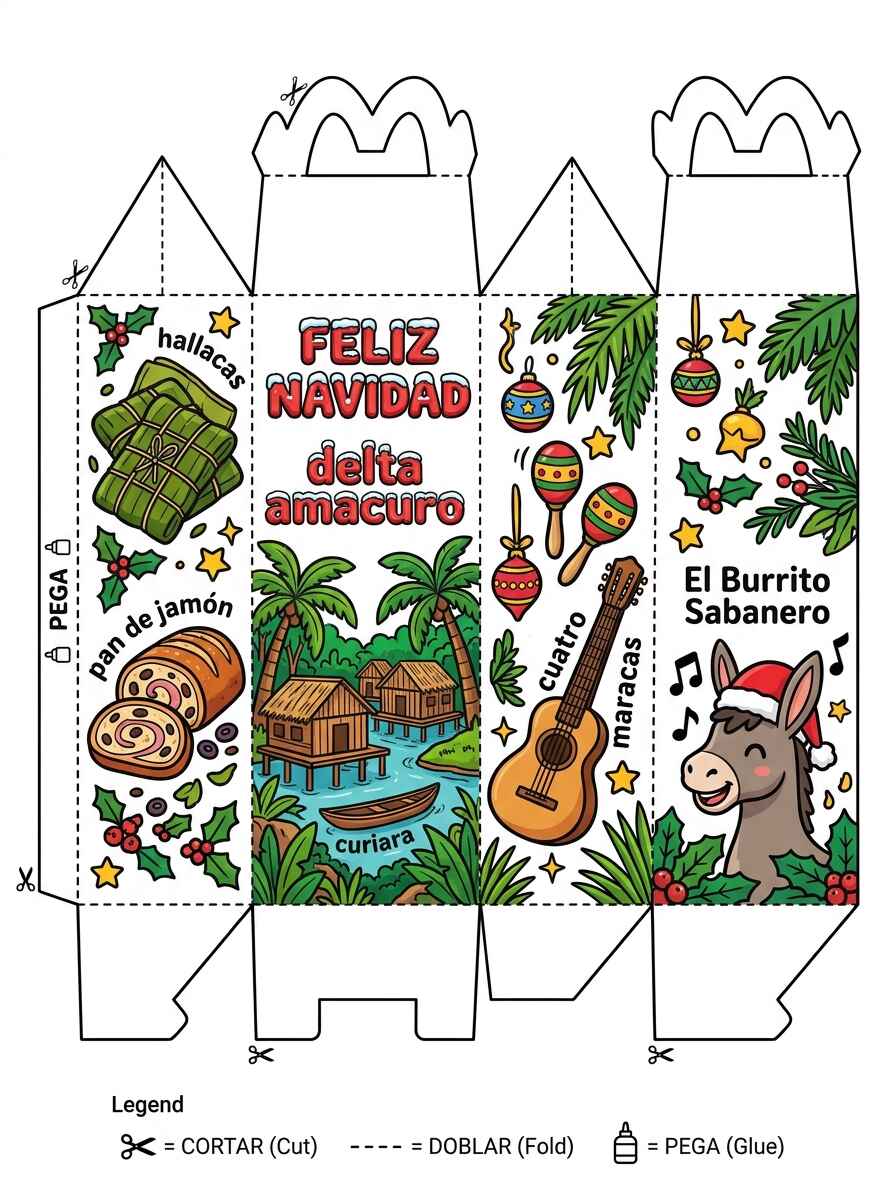 hallacas
PEGA
pan de jamón
FELIZ
NAVIDAD
delta
amacuro
curiara
cuatro
maracas
El Burrito
Sabanero
Legend
= CORTAR (Cut)
= DOBLAR (Fold)
= PEGA (Glue)